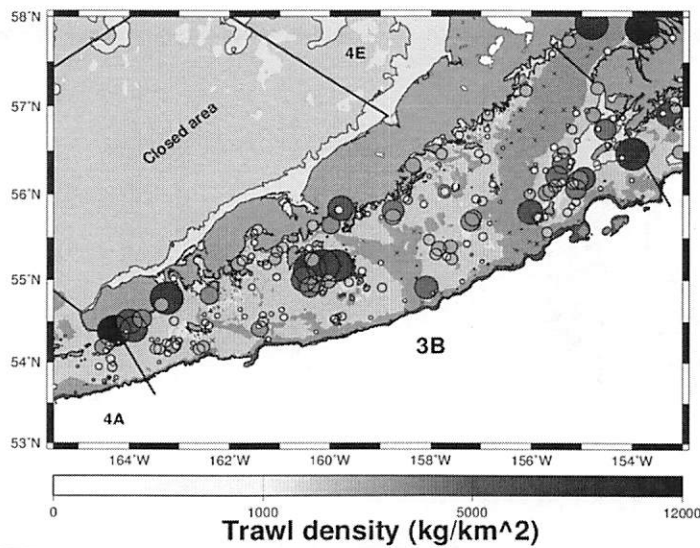 58°N
4E
57°N
Closed area
56°N
55°N
54°N
3B
4A
53°N
164°W 162°W 160°W 158°W 156°W 154°W
0 1000 5000 12000
Trawl density (kg/km^2)